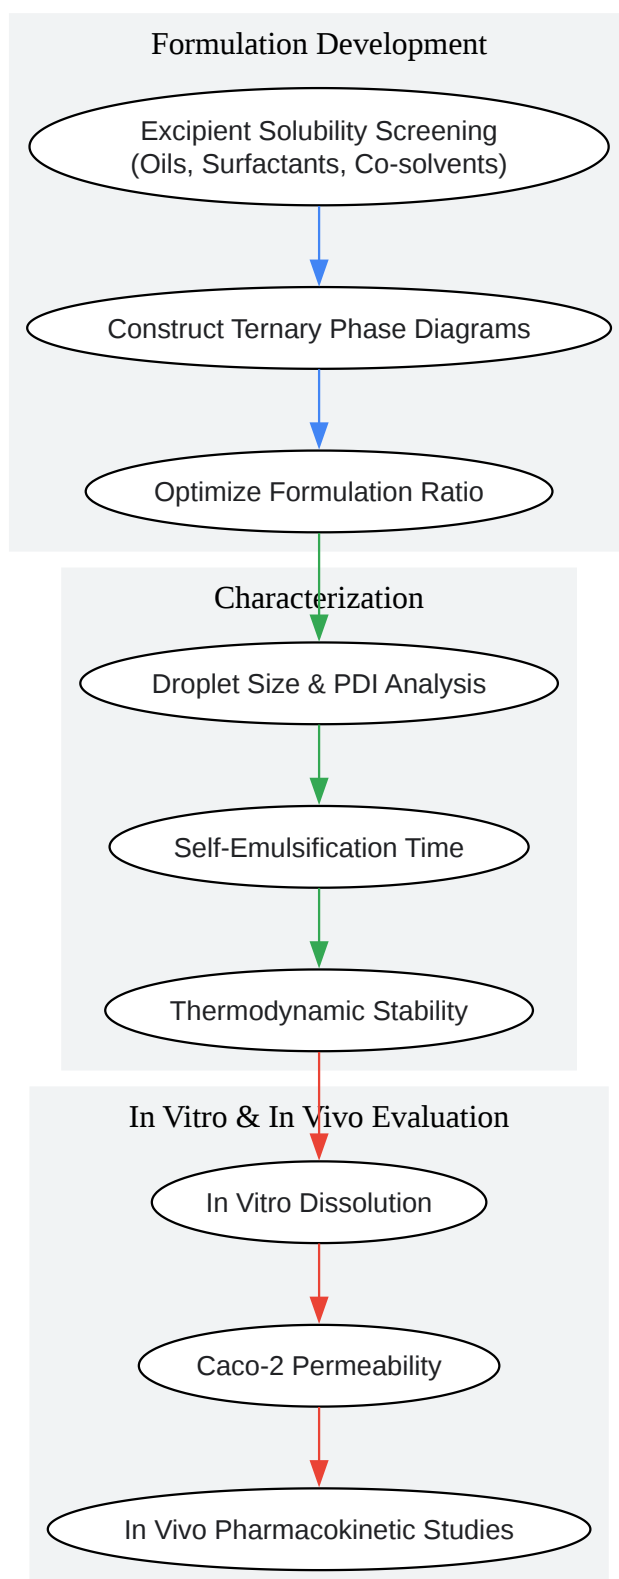 Formulation Development
Excipient Solubility Screening
(Oils, Surfactants, Co-solvents)
Construct Ternary Phase Diagrams
Optimize Formulation Ratio
Characterization
Droplet Size & PDI Analysis
Self-Emulsification Time
Thermodynamic Stability
In Vitro & In Vivo Evaluation
In Vitro Dissolution
Caco-2 Permeability
In Vivo Pharmacokinetic Studies